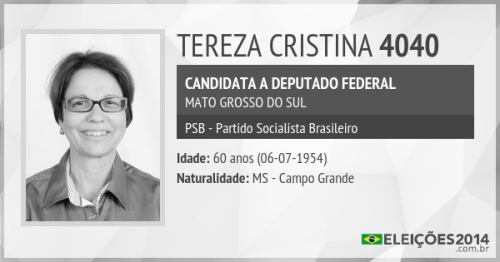 TEREZA CRISTINA 4040
CANDIDATA A DEPUTADO FEDERAL
MATO GROSSO DO SUL
PSB - Partido Socialista Brasileiro
Idade: 60 anos (06-07-1954)
Naturalidade: MS - Campo Grande
ELEIÇÕES2014
.com.br